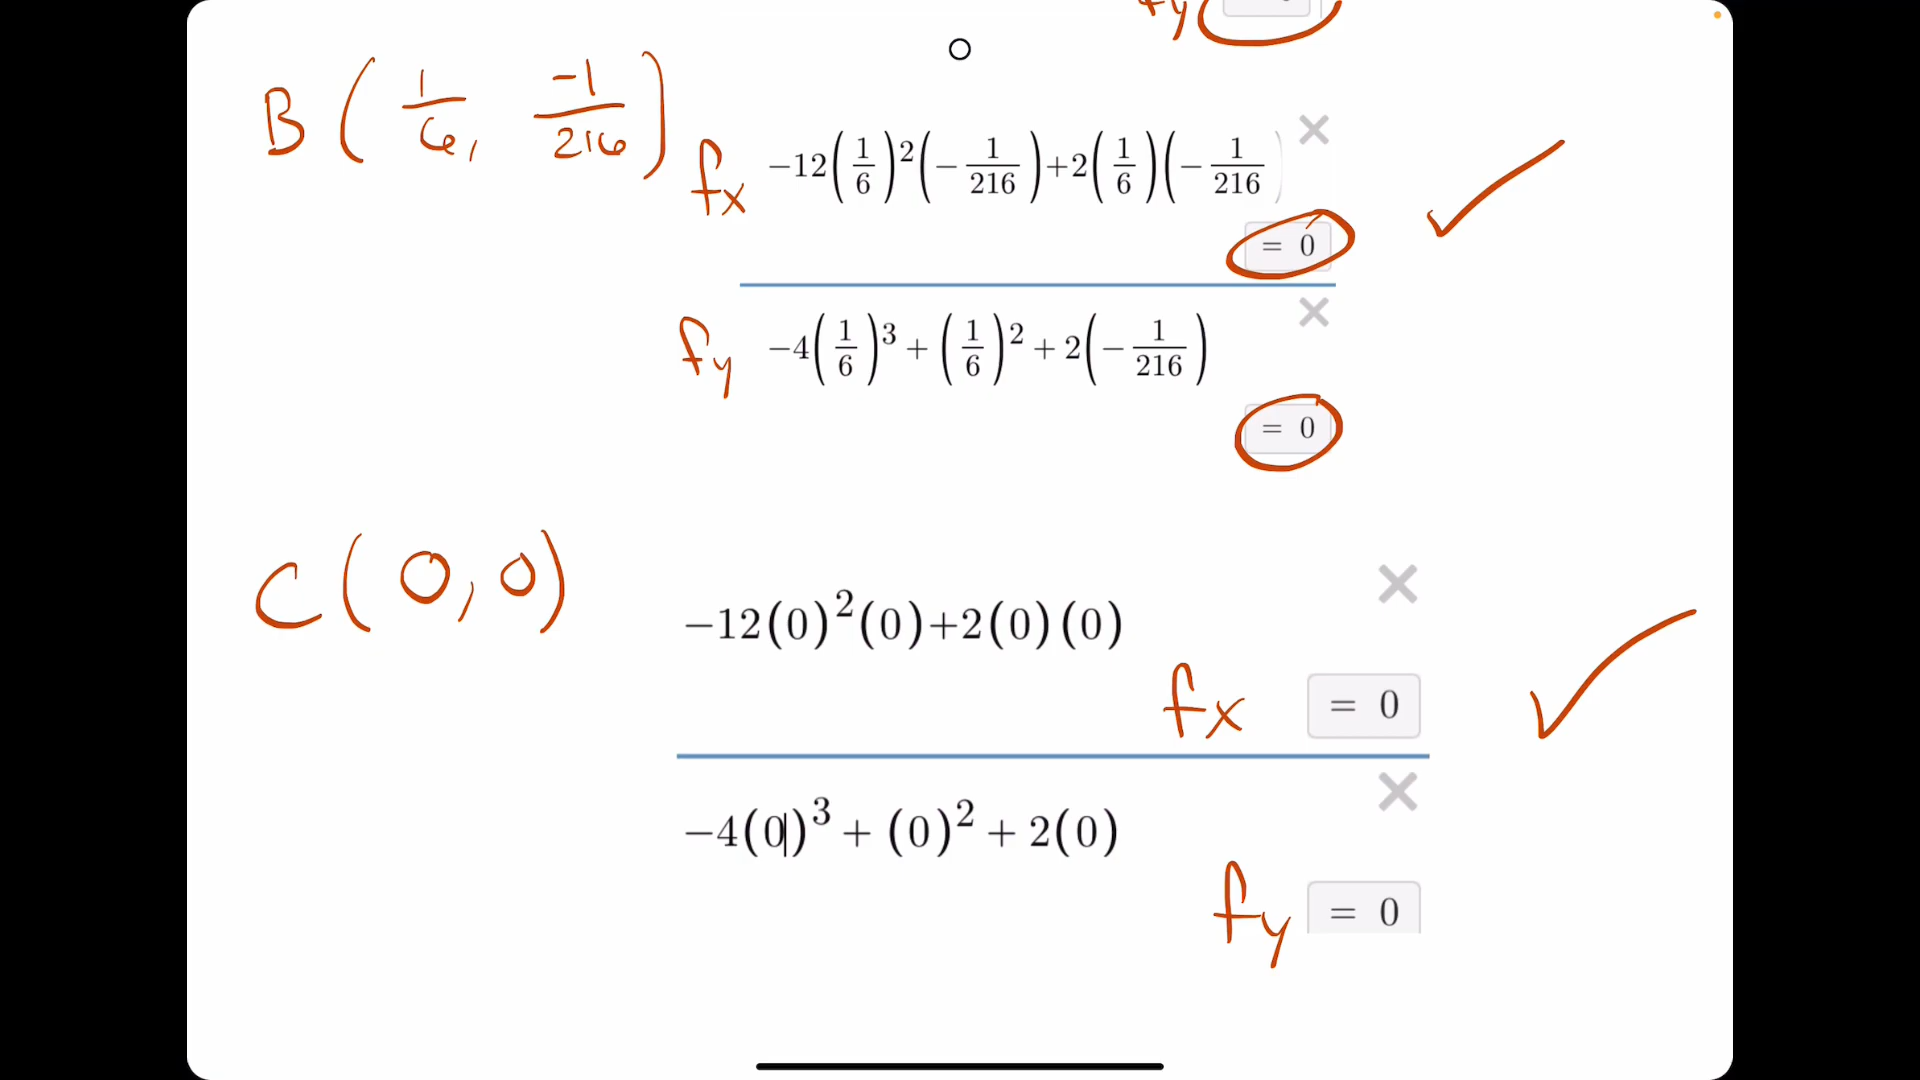 fy
B ( 1/6, -1/216 )
fx −12(1/6)²(−1/216)+2(1/6)(−1/216)
= 0
fy −4(1/6)³ + (1/6)² + 2(−1/216)
= 0
C ( 0, 0 )
−12(0)²(0)+2(0)(0)
fx = 0
−4(0)³ + (0)² + 2(0)
fy = 0